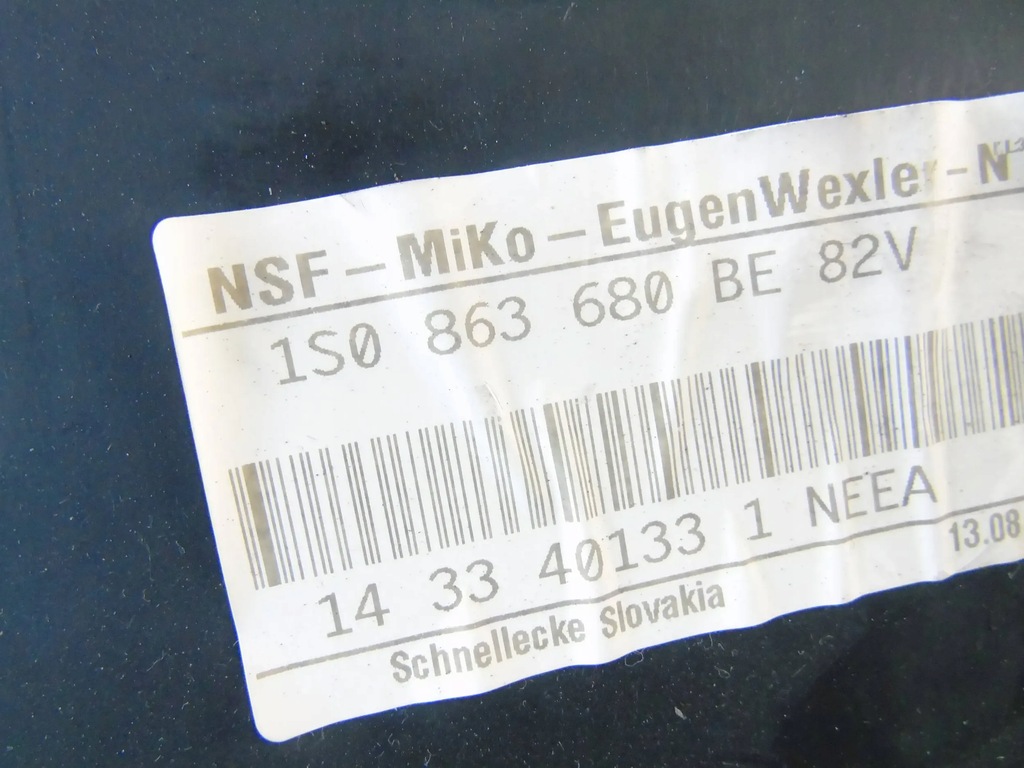 NSF - MiKo - EugenWexler - N
1S0 863 680 BE 82V
14 33 40133 1 NEEA
13.08
Schnellecke Slovakia